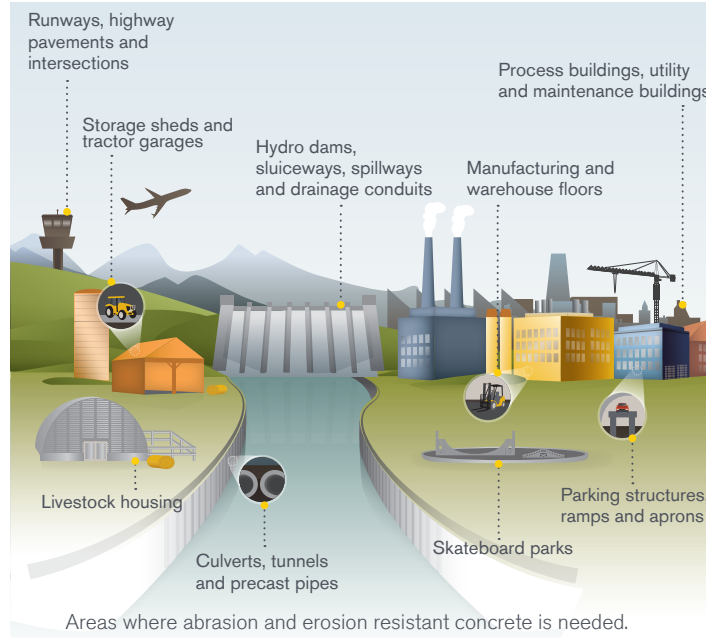 Runways, highway
pavements and
intersections
Process buildings, utility
and maintenance buildings
Storage sheds and
tractor garages
Hydro dams,
sluiceways, spillways
and drainage conduits
Manufacturing and
warehouse floors
Livestock housing
Parking structures
ramps and aprons
Skateboard parks
Culverts, tunnels
and precast pipes
Areas where abrasion and erosion resistant concrete is needed.